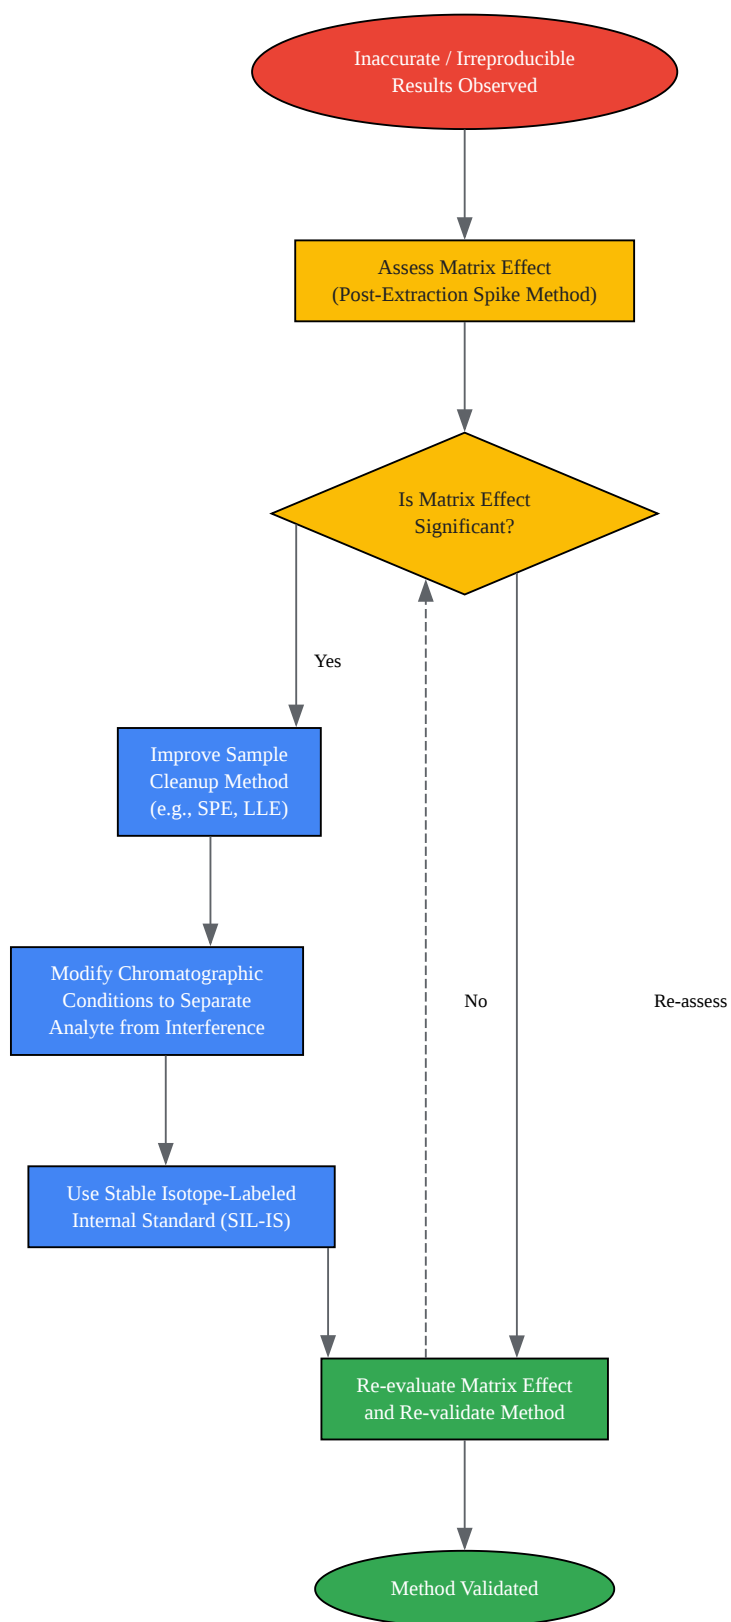 Inaccurate / Irreproducible
Results Observed
Assess Matrix Effect
(Post-Extraction Spike Method)
Is Matrix Effect
Significant?
Yes
Improve Sample
Cleanup Method
(e.g., SPE, LLE)
Modify Chromatographic
Conditions to Separate
Analyte from Interference
No
Re-assess
Use Stable Isotope-Labeled
Internal Standard (SIL-IS)
Re-evaluate Matrix Effect
and Re-validate Method
Method Validated